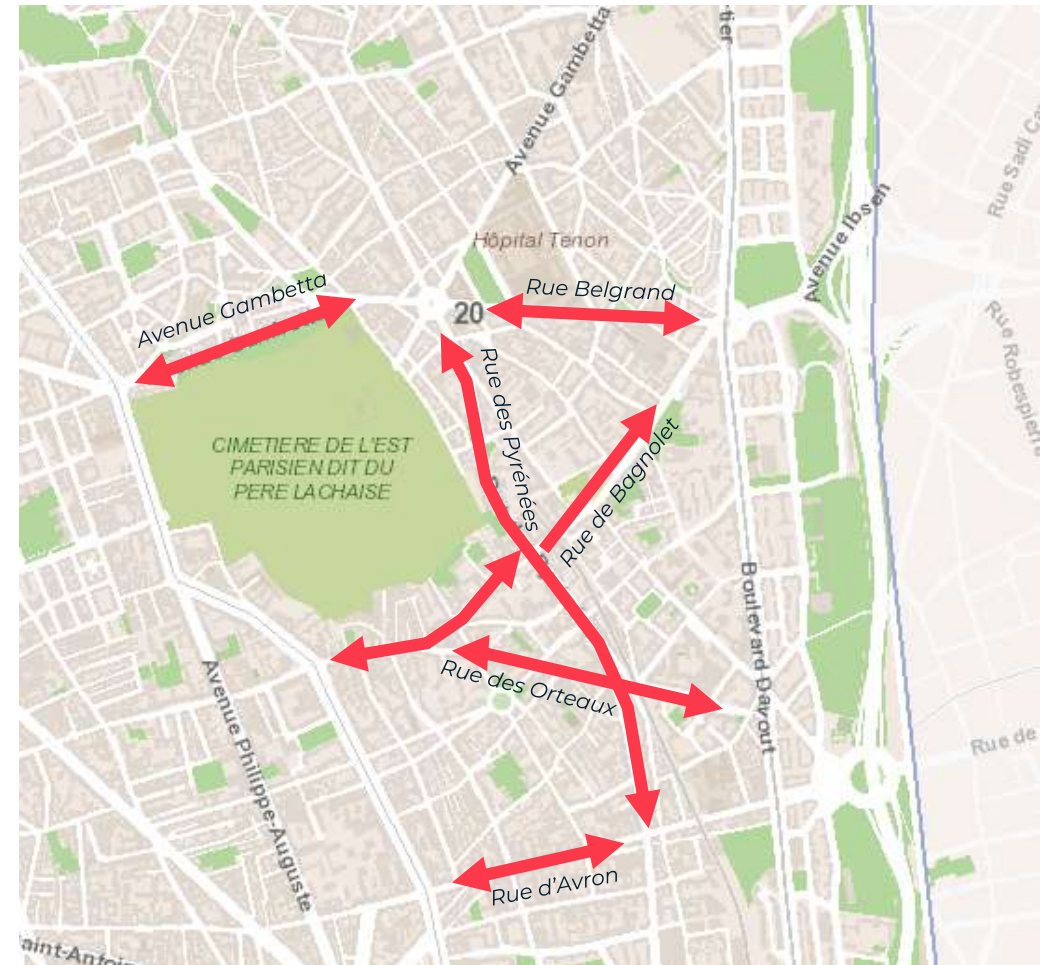 Avenue Gambetta
Hôpital Tenon
Avenue Ibsen
Avenue Gambetta
Rue Belgrand
20
Rue Robespierre
Rue des Pyrénées
CIMETIERE DE L'EST
PARISIEN DIT DU
PERE LACHAISE
Rue de Bagnolet
Boulevard Davout
Rue des Orteaux
Avenue Philippe-Auguste
Rue de
Rue d'Avron
Rue Sadi